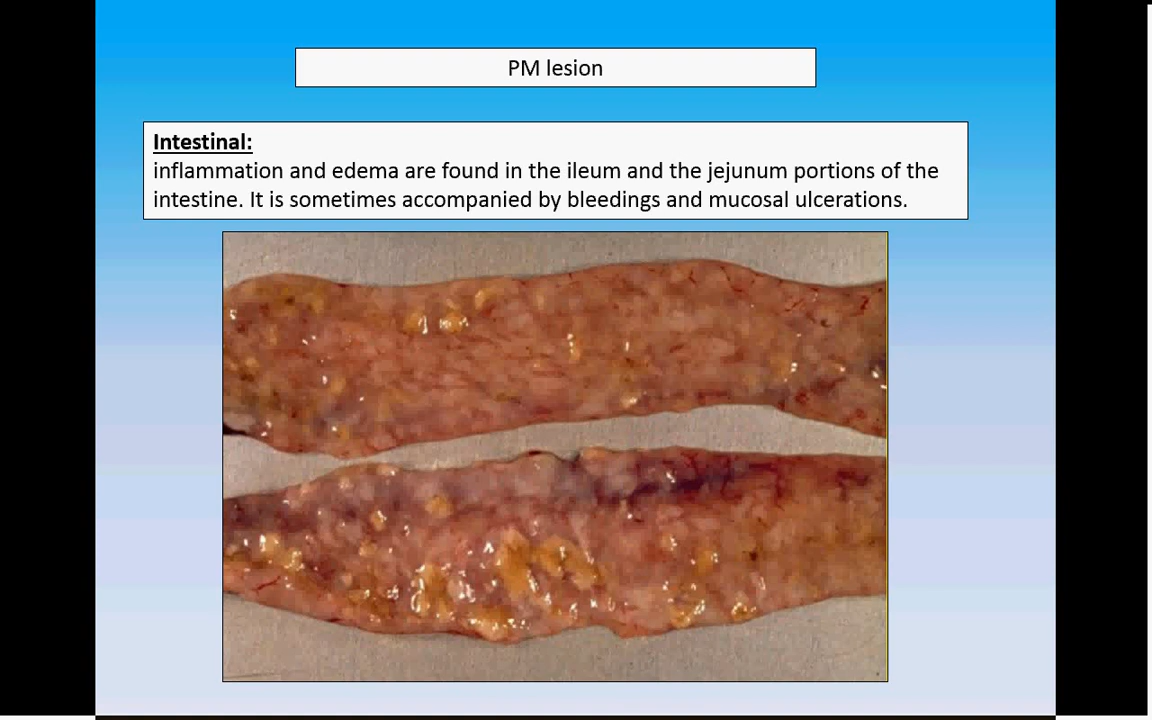 PM lesion
Intestinal:
inflammation and edema are found in the ileum and the jejunum portions of the
intestine. It is sometimes accompanied by bleedings and mucosal ulcerations.